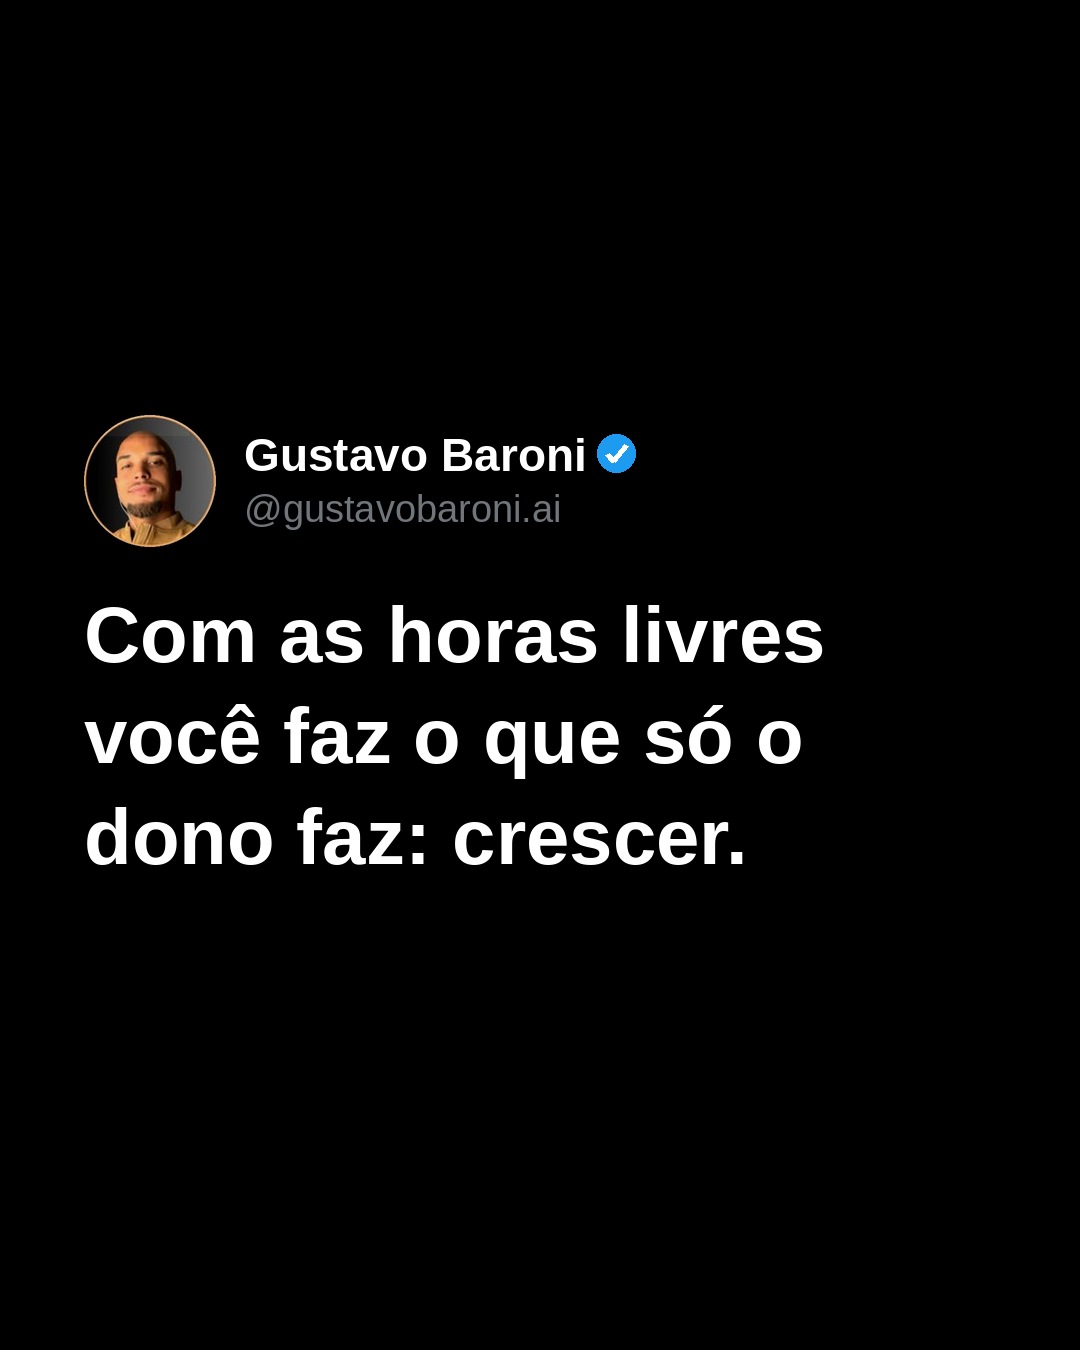 Gustavo Baroni
@gustavobaroni.ai
Com as horas livres
você faz o que só o
dono faz: crescer.